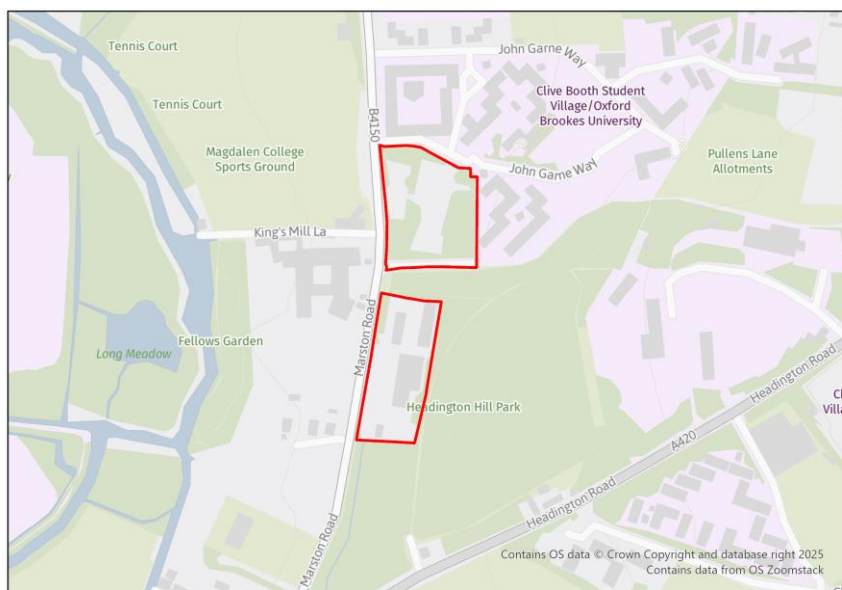 Tennis Court
John Garne Way
B4150
Clive Booth Student
Village/Oxford
Brookes University
Tennis Court
Magdalen College
Sports Ground
John Garne Way
Pullens Lane
Allotments
King's Mill La
Marston Road
Fellows Garden
Long Meadow
Headington Road
Headington Hill Park
A420
Headington Road
Marston Road
Contains OS data © Crown Copyright and database right 2025
Contains data from OS Zoomstack